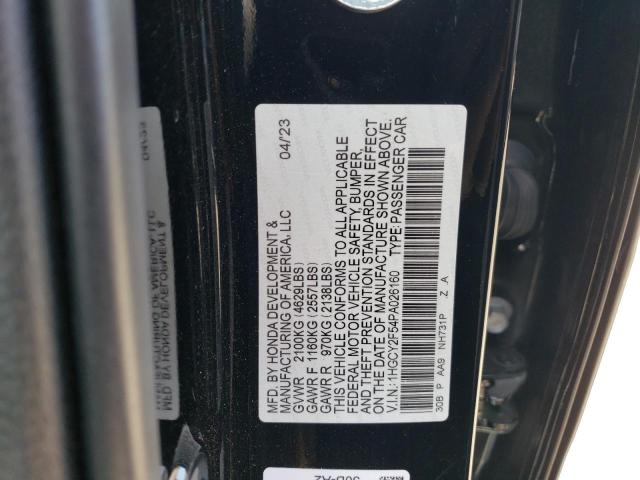 MFD. BY HONDA DEVELOPMENT &
MANUFACTURING OF AMERICA, LLC 04/23
GVWR 2100KG (4629LBS)
GAWR F 1160KG (2557LBS)
GAWR R 970KG (2138LBS)
THIS VEHICLE CONFORMS TO ALL APPLICABLE
FEDERAL MOTOR VEHICLE SAFETY, BUMPER,
AND THEFT PREVENTION STANDARDS IN EFFECT
ON THE DATE OF MANUFACTURE SHOWN ABOVE.
V.I.N.:1HGCY2F54PA026160 TYPE:PASSENGER CAR
30B P AA9 NH731P Z A
30B-A2